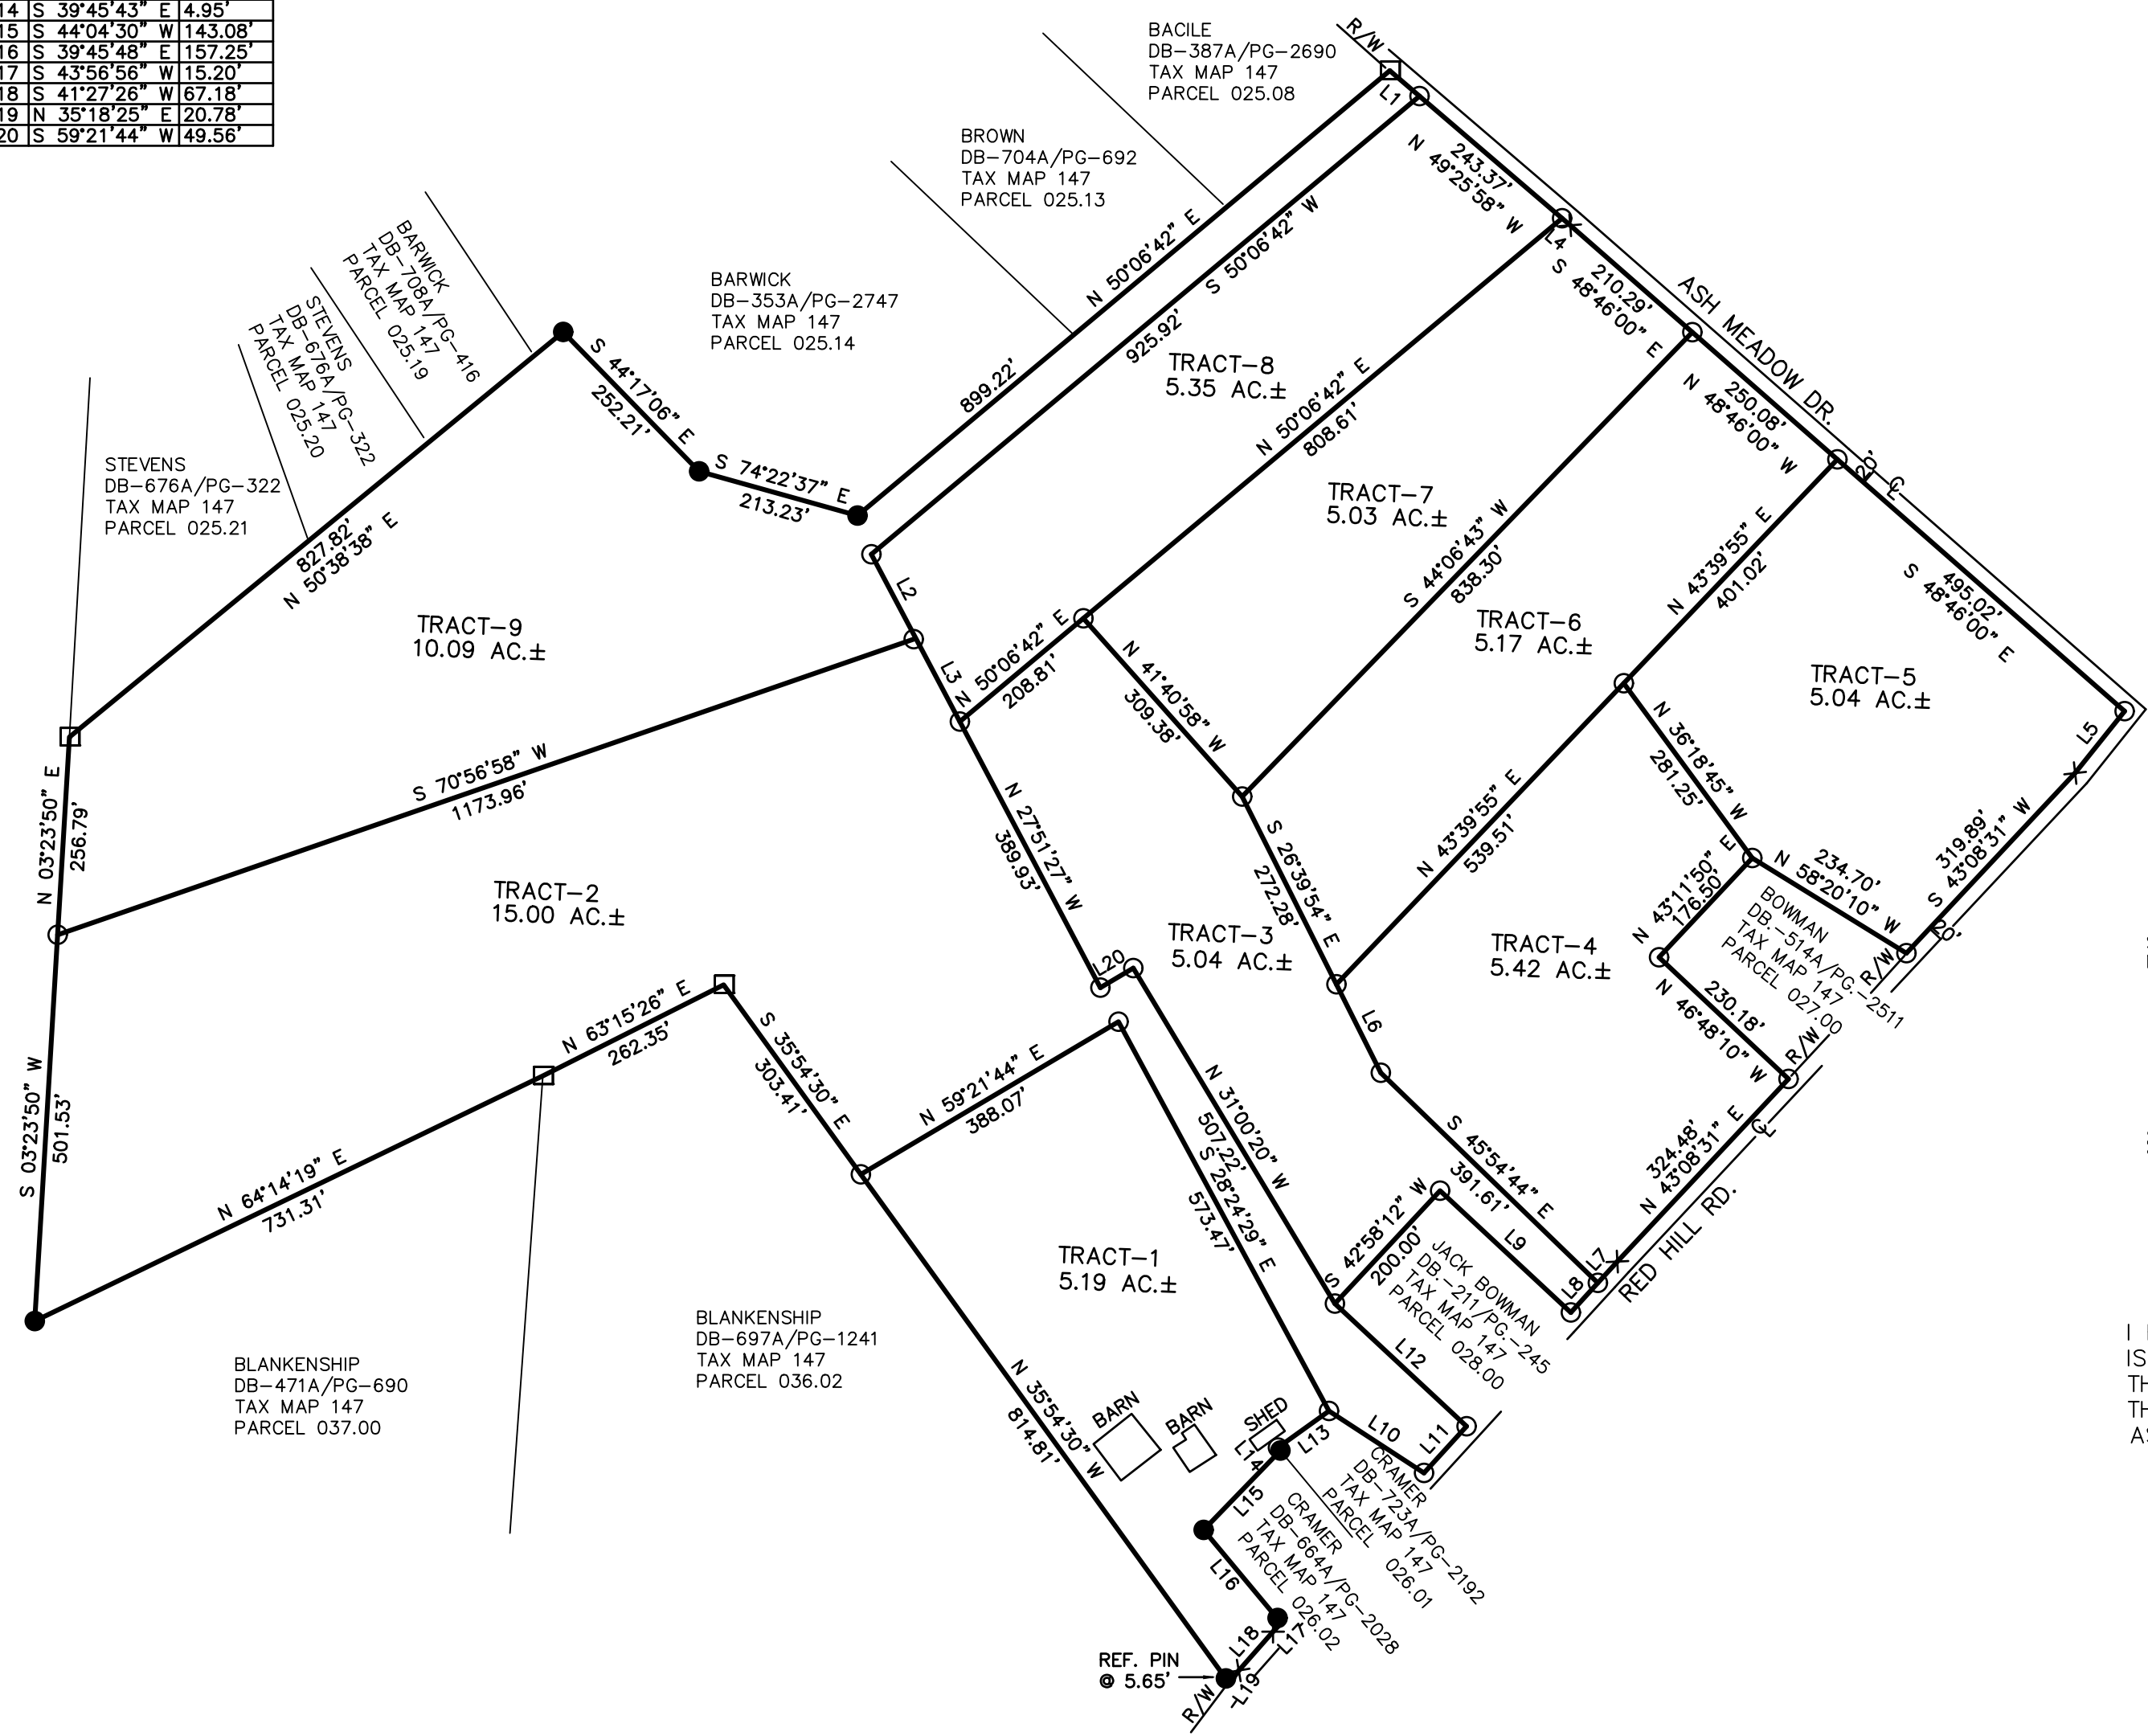 14 S 39°45'43" E 4.95'
15 S 44°04'30" W 143.08'
16 S 39°45'48" E 157.25'
17 S 43°56'56" W 15.20'
18 S 41°27'26" W 67.18'
19 N 35°18'25" E 20.78'
20 S 59°21'44" W 49.56'
BACILE
DB-387A/PG-2690
TAX MAP 147
PARCEL 025.08
R/W
L1
BROWN
DB-704A/PG-692
TAX MAP 147
PARCEL 025.13
243.37'
N 49°25'58" W
L4
210.29'
S 48°46'00" E
ASH MEADOW DR.
BARWICK
DB-708A/PG-416
TAX MAP 147
PARCEL 025.19
STEVENS
DB-676A/PG-322
TAX MAP 147
PARCEL 025.20
BARWICK
DB-353A/PG-2747
TAX MAP 147
PARCEL 025.14
N 50°06'42" E
899.22'
S 50°06'42" W
925.92'
S 44°17'06" E
252.21'
TRACT-8
5.35 AC.±
250.08'
N 48°46'00" W
20'
STEVENS
DB-676A/PG-322
TAX MAP 147
PARCEL 025.21
827.82'
N 50°38'38" E
S 74°22'37" E
213.23'
N 50°06'42" E
808.61'
TRACT-7
5.03 AC.±
S 44°06'43" W
838.30'
N 43°39'55" E
401.02'
495.02'
S 48°46'00" E
TRACT-9
10.09 AC.±
L2
L3
N 50°06'42" E
208.81'
TRACT-6
5.17 AC.±
TRACT-5
5.04 AC.±
N 41°40'58" W
309.38'
N 36°18'45" W
281.25'
L5
N 03°23'50" E
256.79'
S 70°56'58" W
1173.96'
N 27°51'27" W
389.93'
S 26°39'54" E
272.28'
N 43°39'55" E
539.51'
319.89'
S 43°08'31" W
TRACT-2
15.00 AC.±
TRACT-3
5.04 AC.±
TRACT-4
5.42 AC.±
N 43°11'50" E
176.50'
234.70'
N 58°20'10" W
BOWMAN
DB.-514A/PG.-2511
TAX MAP 147
PARCEL 027.00
20'
R/W
L20
N 63°15'26" E
262.35'
S 35°54'30" E
303.41'
L6
230.18'
N 46°48'10" W
R/W
S 03°23'50" W
501.53'
N 64°14'19" E
731.31'
N 59°21'44" E
388.07'
N 31°00'20" W
507.22'
S 28°24'29" E
573.47'
S 45°54'44" E
391.61'
324.48'
N 43°08'31" E
RED HILL RD.
S 42°58'12" W
200.00'
L9
L7
L8
TRACT-1
5.19 AC.±
JACK BOWMAN
DB.-211/PG.-245
TAX MAP 147
PARCEL 028.00
L12
BLANKENSHIP
DB-471A/PG-690
TAX MAP 147
PARCEL 037.00
BLANKENSHIP
DB-697A/PG-1241
TAX MAP 147
PARCEL 036.02
N 35°54'30" W
814.81'
BARN
BARN
SHED
L13
L10
L11
L14
L15
CRAMER
DB-723A/PG-2192
TAX MAP 147
PARCEL 026.01
CRAMER
DB-664A/PG-2028
TAX MAP 147
PARCEL 026.02
L16
L17
L18
L19
REF. PIN
@ 5.65'
R/W
I
IS
TH
TH
AS